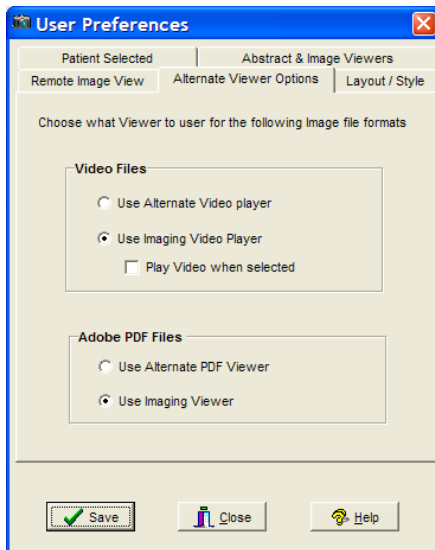 User Preferences
Patient Selected Abstract & Image Viewers
Remote Image View Alternate Viewer Options Layout / Style
Choose what Viewer to user for the following Image file formats
Video Files
Use Alternate Video player
Use Imaging Video Player
Play Video when selected
Adobe PDF Files
Use Alternate PDF Viewer
Use Imaging Viewer
Save Close Help